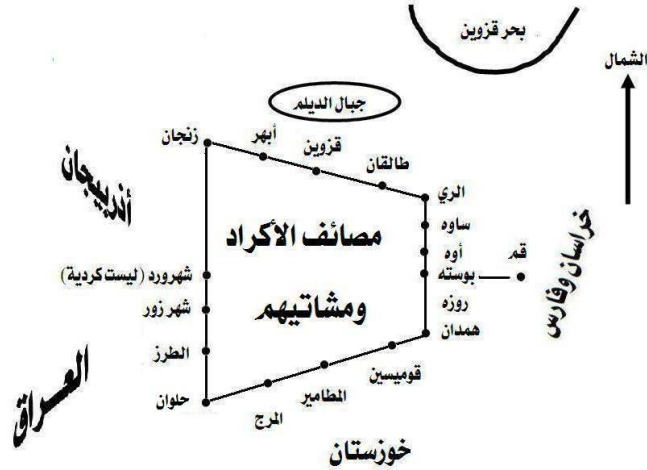 بحر قزوين
الشمال
جبال الديلم
زنجان
أبهر
قزوين
طالقان
الري
أذربيجان
ساوه
أوه
مصائف الأكراد
خراسان وفارس
قم
بوسته
شهرورد (ليست كردية)
ومشاتيهم
روزه
شهر زور
همدان
الطرز
قوميسين
العراق
حلوان
المطامير
المرج
خوزستان